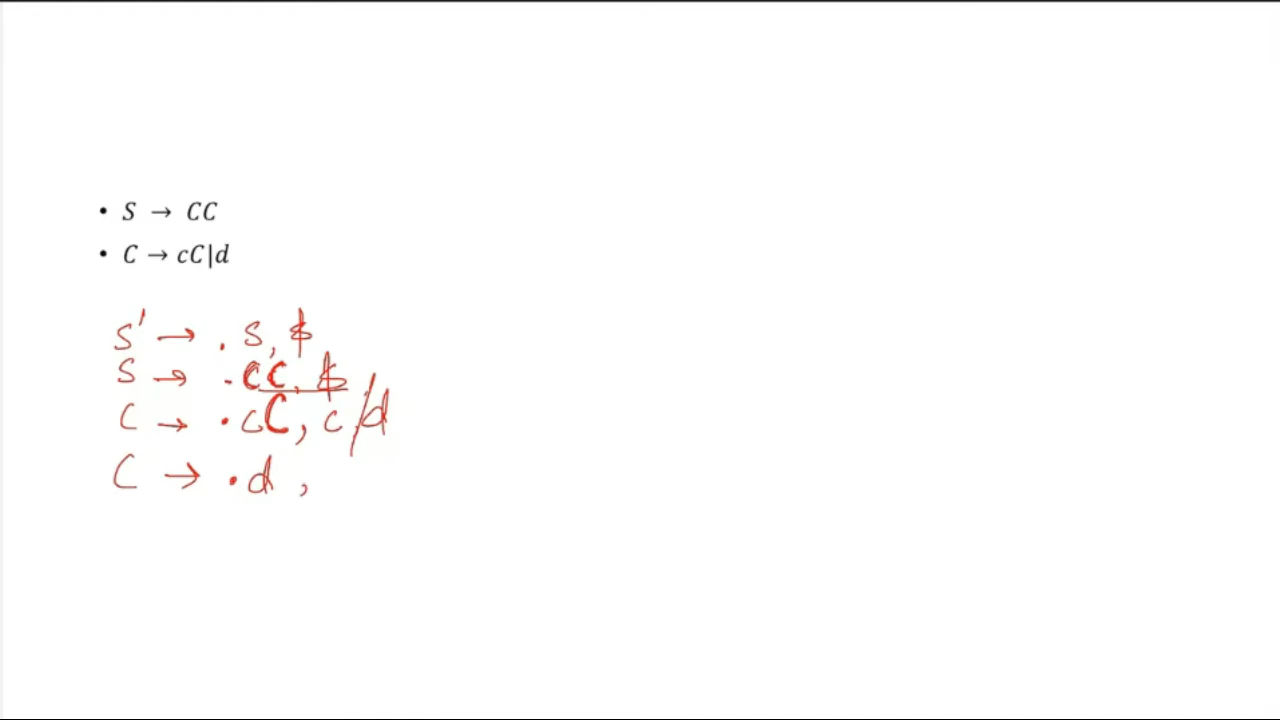 • S → CC
• C → cC|d
S' → . S, $
S → . CC, $
C → . cC, c/d
C → . d ,